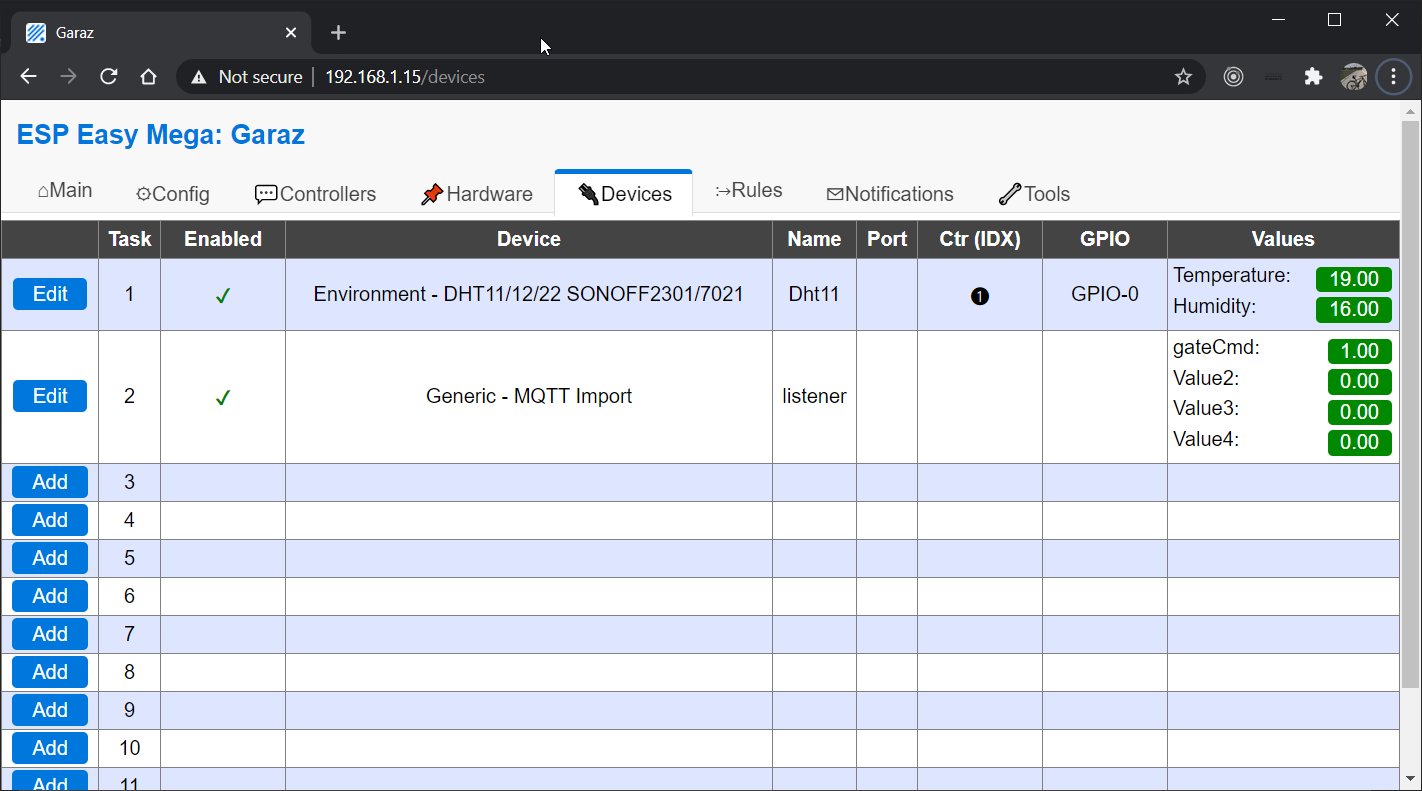 Garaz
Not secure | 192.168.1.15/devices
ESP Easy Mega: Garaz
⌂Main ⚙Config 💬Controllers 📌Hardware 🔌Devices Rules ✉Notifications 🔧Tools
Task Enabled Device Name Port Ctr (IDX) GPIO Values
Edit 1 ✓ Environment - DHT11/12/22 SONOFF2301/7021 Dht11 ❶ GPIO-0 Temperature: 19.00
Humidity: 16.00
Edit 2 ✓ Generic - MQTT Import listener gateCmd: 1.00
Value2: 0.00
Value3: 0.00
Value4: 0.00
Add 3
Add 4
Add 5
Add 6
Add 7
Add 8
Add 9
Add 10
Add 11